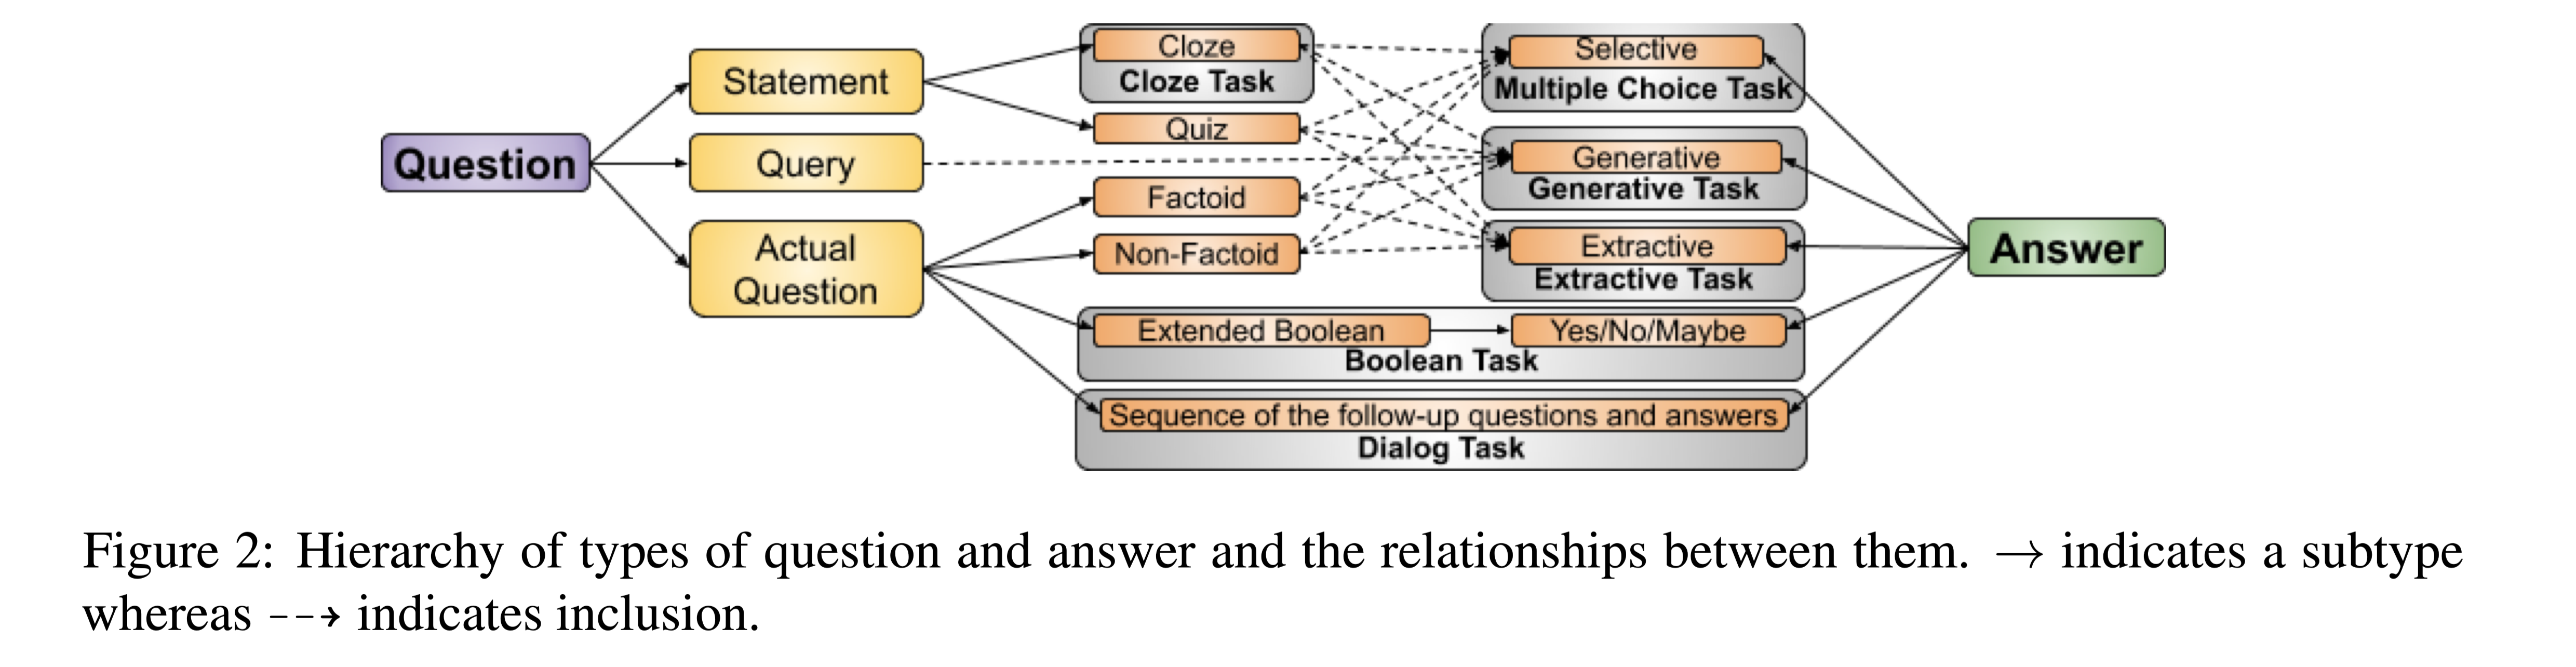 Question
Statement
Query
Actual
Question
Cloze
Cloze Task
Quiz
Factoid
Non-Factoid
Selective
Multiple Choice Task
Generative
Generative Task
Extractive
Extractive Task
Extended Boolean
Yes/No/Maybe
Boolean Task
Sequence of the follow-up questions and answers
Dialog Task
Answer
Figure 2: Hierarchy of types of question and answer and the relationships between them. → indicates a subtype
whereas --→ indicates inclusion.